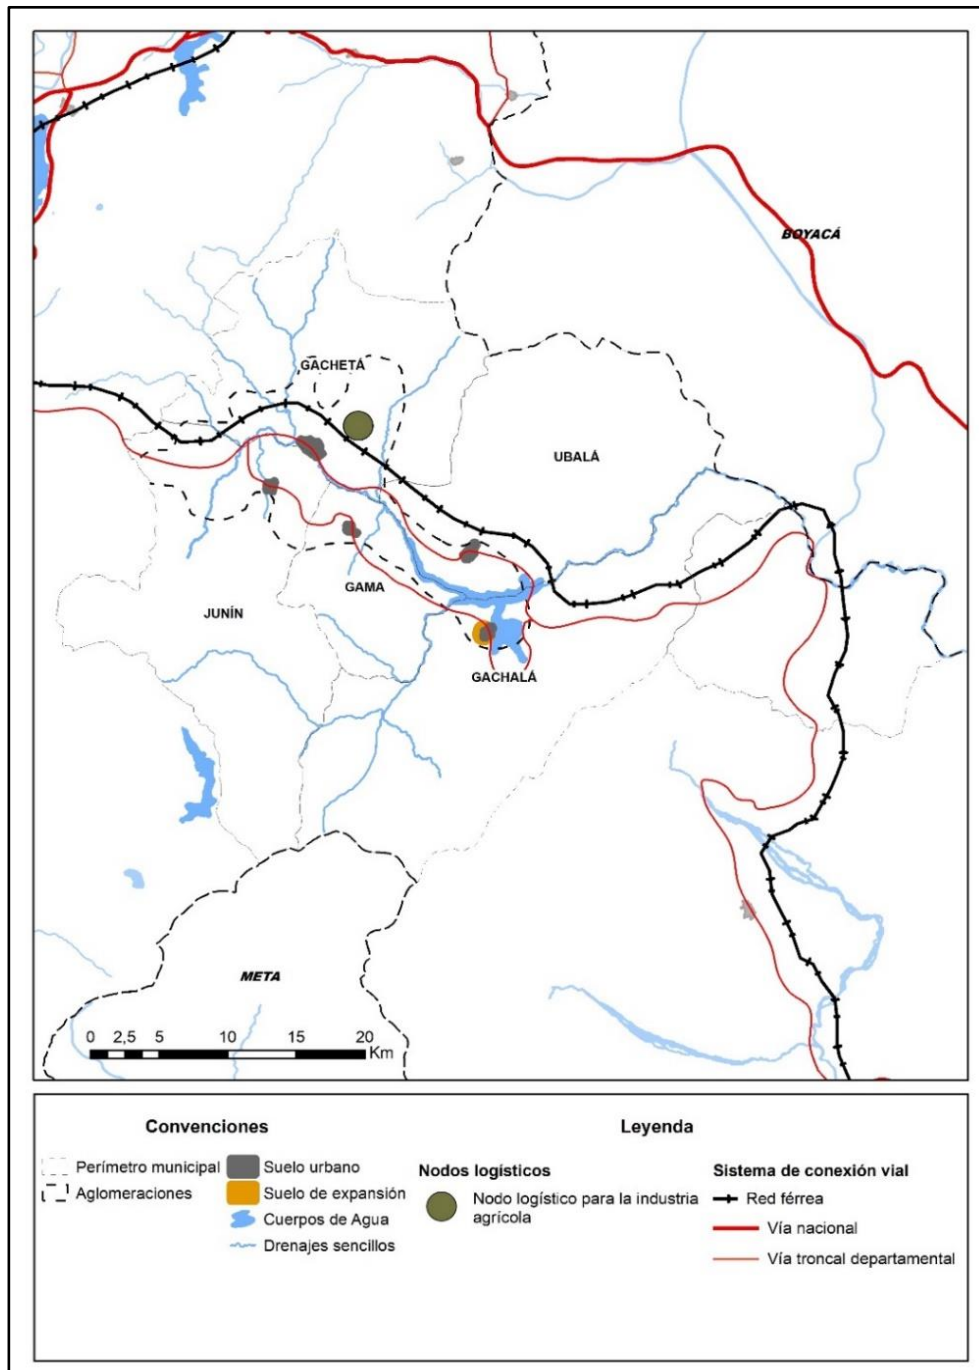 BOYACÁ
GACHETÁ
UBALÁ
GAMA
JUNÍN
GACHALÁ
META
0 2,5 5 10 15 20
Km
Convenciones
Perímetro municipal
Aglomeraciones
Suelo urbano
Suelo de expansión
Cuerpos de Agua
Drenajes sencillos
Leyenda
Nodos logísticos
Nodo logístico para la industria
agrícola
Sistema de conexión vial
Red férrea
Vía nacional
Vía troncal departamental